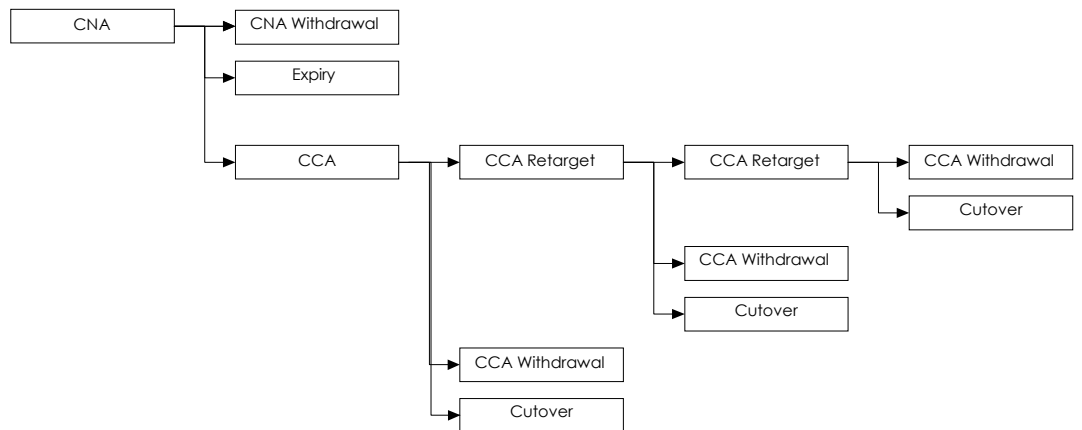 CNA
CNA Withdrawal
Expiry
CCA
CCA Retarget
CCA Retarget
CCA Withdrawal
Cutover
CCA Withdrawal
Cutover
CCA Withdrawal
Cutover